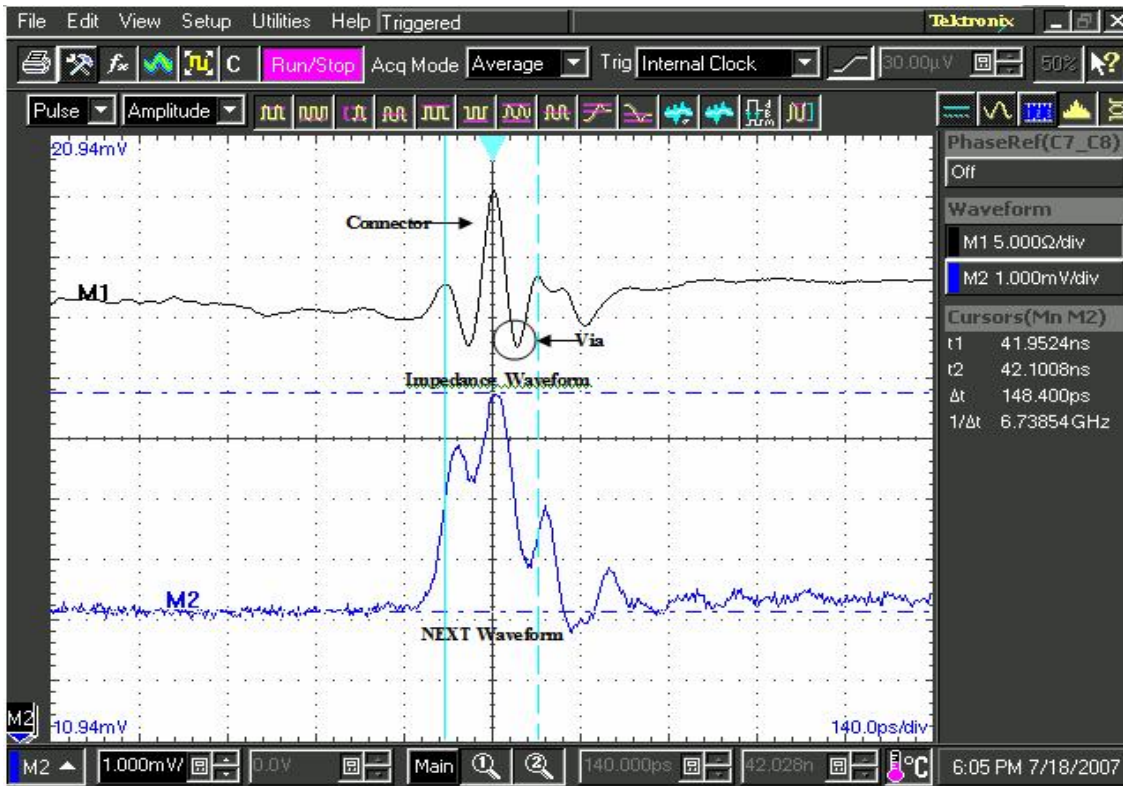 File Edit View Setup Utilities Help Triggered Tektronix
Run/Stop Acq Mode Average Trig Internal Clock 30.00µV 50%
Pulse Amplitude
20.94mV
Connector
M1
Via
Impedance Waveform
M2
NEXT Waveform
10.94mV 140.0ps/div
PhaseRef(C7_C8)
Off
Waveform
M1 5.000Ω/div
M2 1.000mV/div
Cursors(Mn M2)
t1 41.9524ns
t2 42.1008ns
Δt 148.400ps
1/Δt 6.73854GHz
M2
M2 1.000mV/ 0.0V Main 1 2 140.000ps 42.028n °C 6:05 PM 7/18/2007